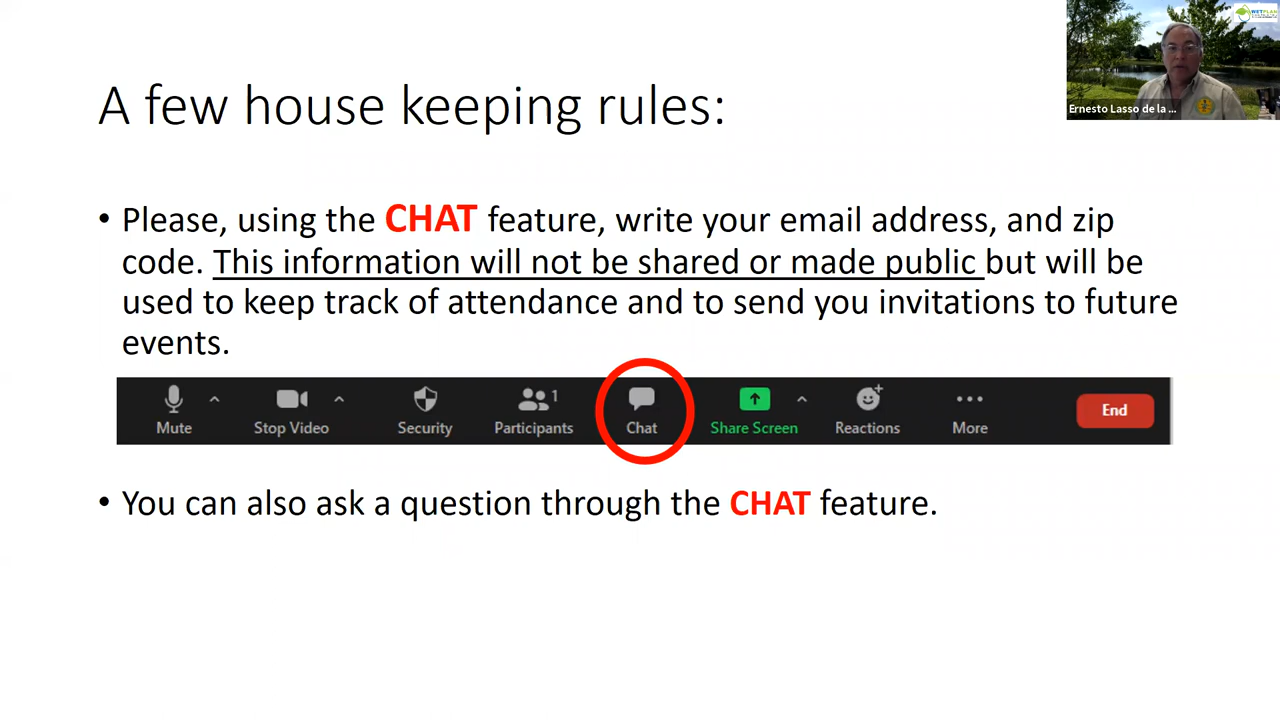 A few house keeping rules:
• Please, using the CHAT feature, write your email address, and zip
code. This information will not be shared or made public but will be
used to keep track of attendance and to send you invitations to future
events.
Mute Stop Video Security Participants 1 Chat Share Screen Reactions More End
• You can also ask a question through the CHAT feature.
Ernesto Lasso de la ...
WETPLAN